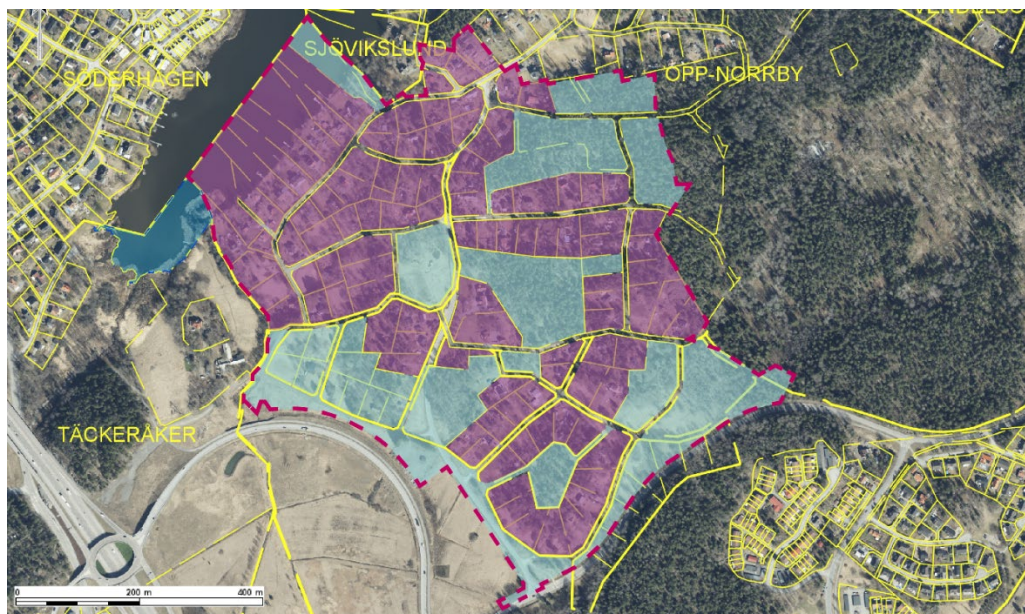 SJÖVIKSLUND
SÖDERHAGEN
OPP-NORRBY
TÄCKERÅKER
0 200 m 400 m